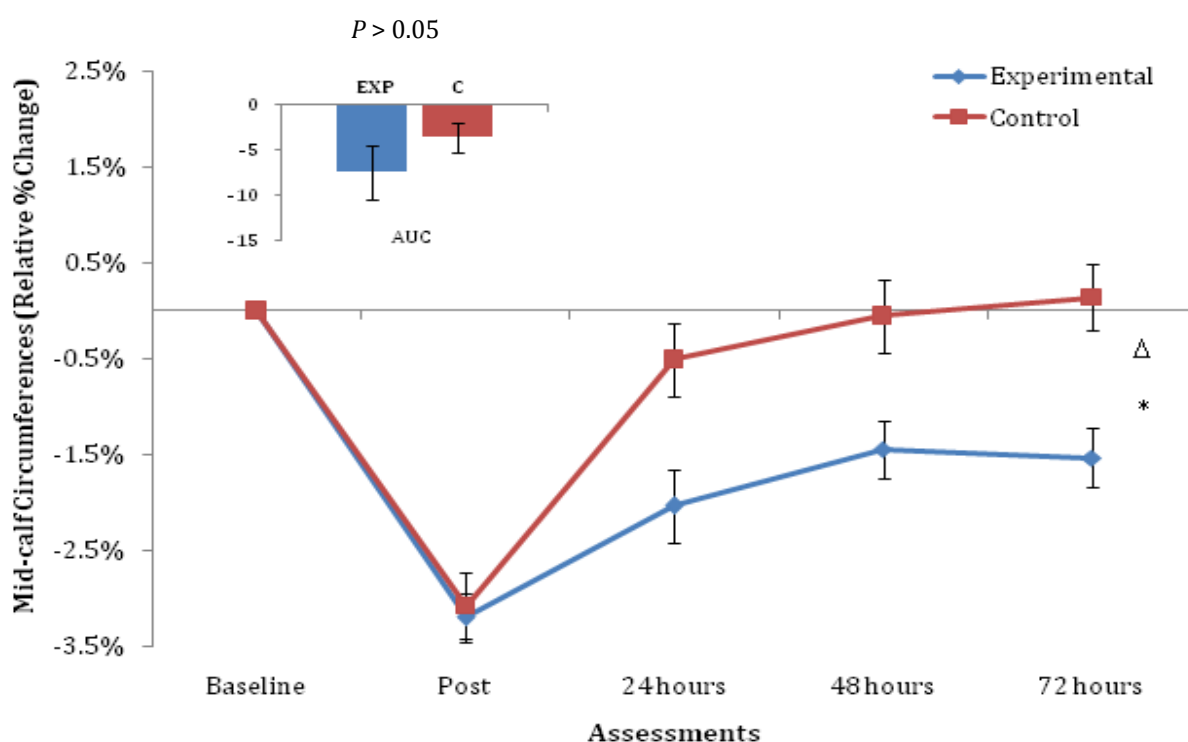 P > 0.05
Mid-calf Circumferences (Relative % Change)
2.5%
1.5%
0.5%
-0.5%
-1.5%
-2.5%
-3.5%
EXP C
0
-5
-10
-15
AUC
Experimental
Control
Δ
*
Baseline Post 24 hours 48 hours 72 hours
Assessments